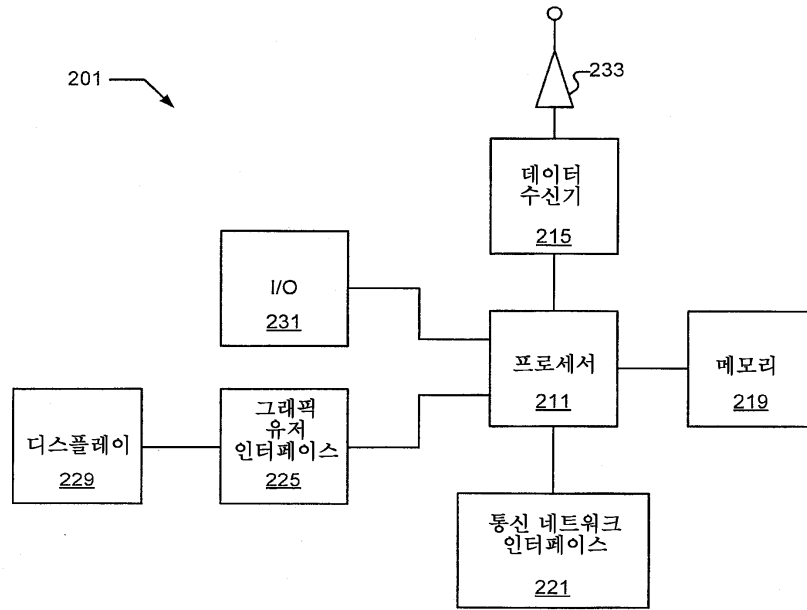 233
201
데이터
수신기
215
I/O
231
프로세서
211
메모리
219
그래픽
유저
인터페이스
225
디스플레이
229
통신 네트워크
인터페이스
221